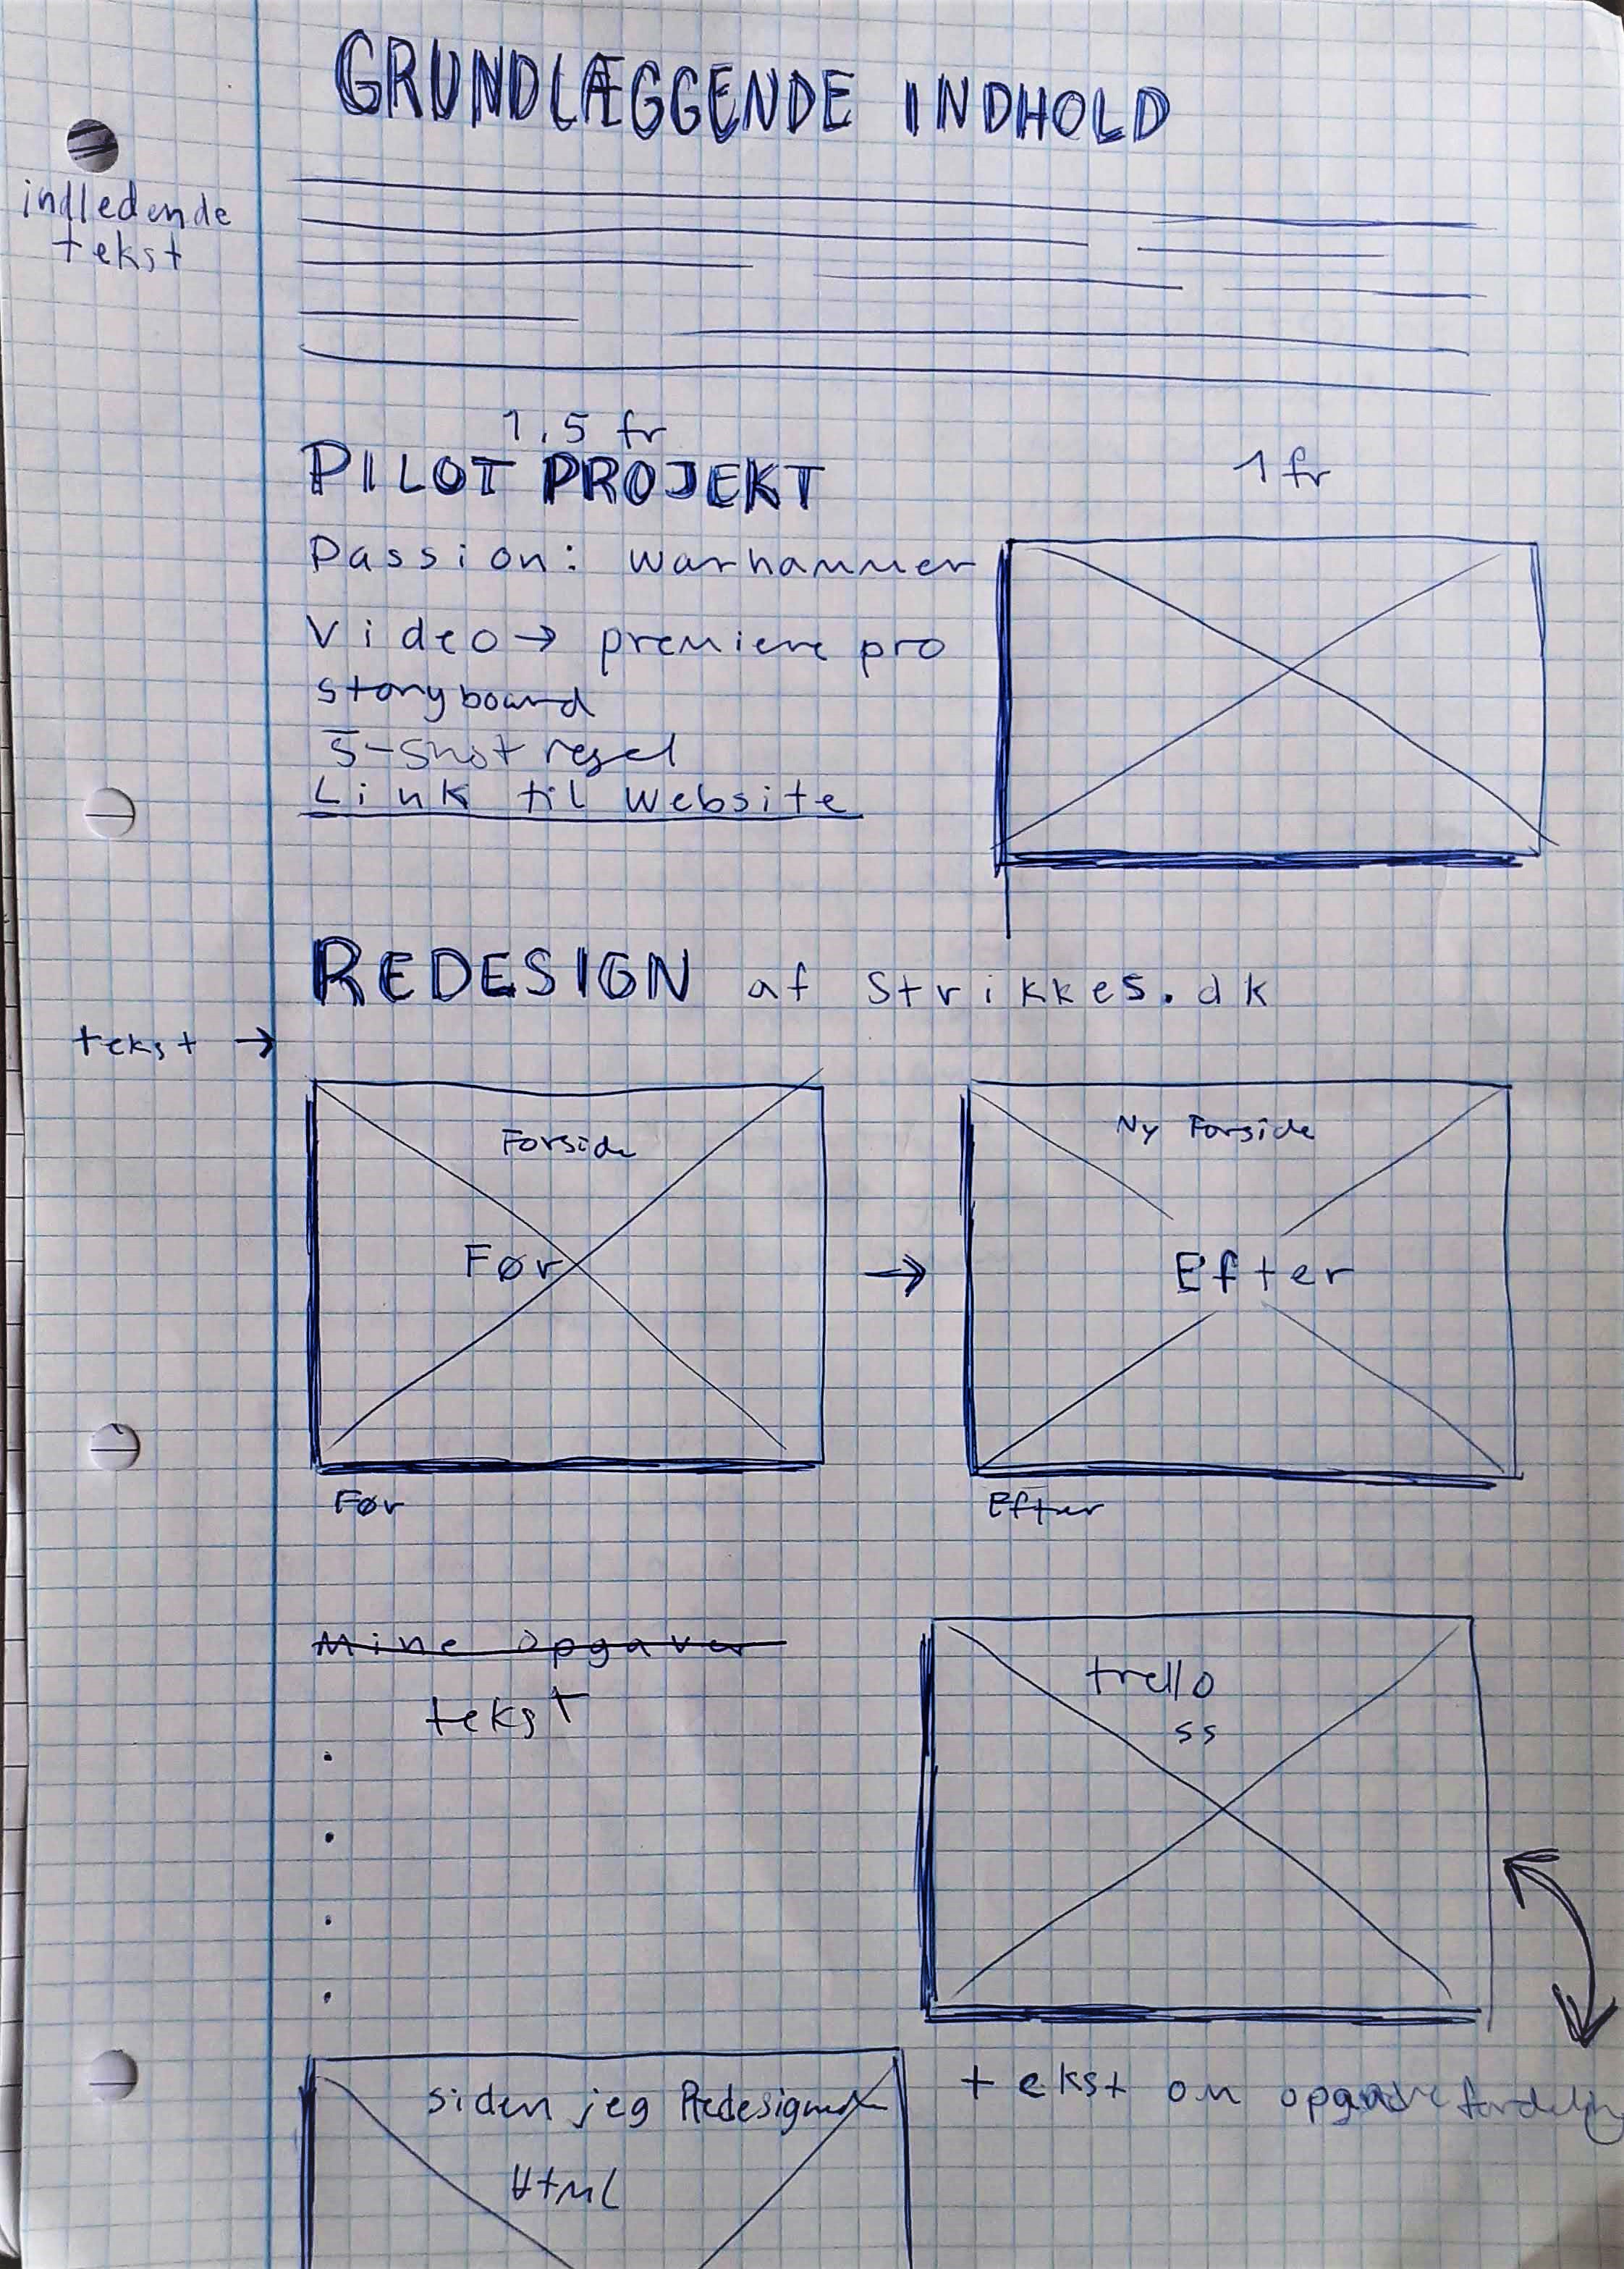 GRUNDLÆGGENDE INDHOLD
indledende
tekst
1,5 fr
1 fr
PILOT PROJEKT
Passion: warhammer
Video → premiere pro
storyboard
5-shot regel
Link til website
REDESIGN af strikkes.dk
tekst →
Forside
Før
→
Ny Forside
Efter
Før
Efter
Mine opgaver
tekst
trello
ss
tekst om opgavefordeling
siden jeg Redesignede
Html